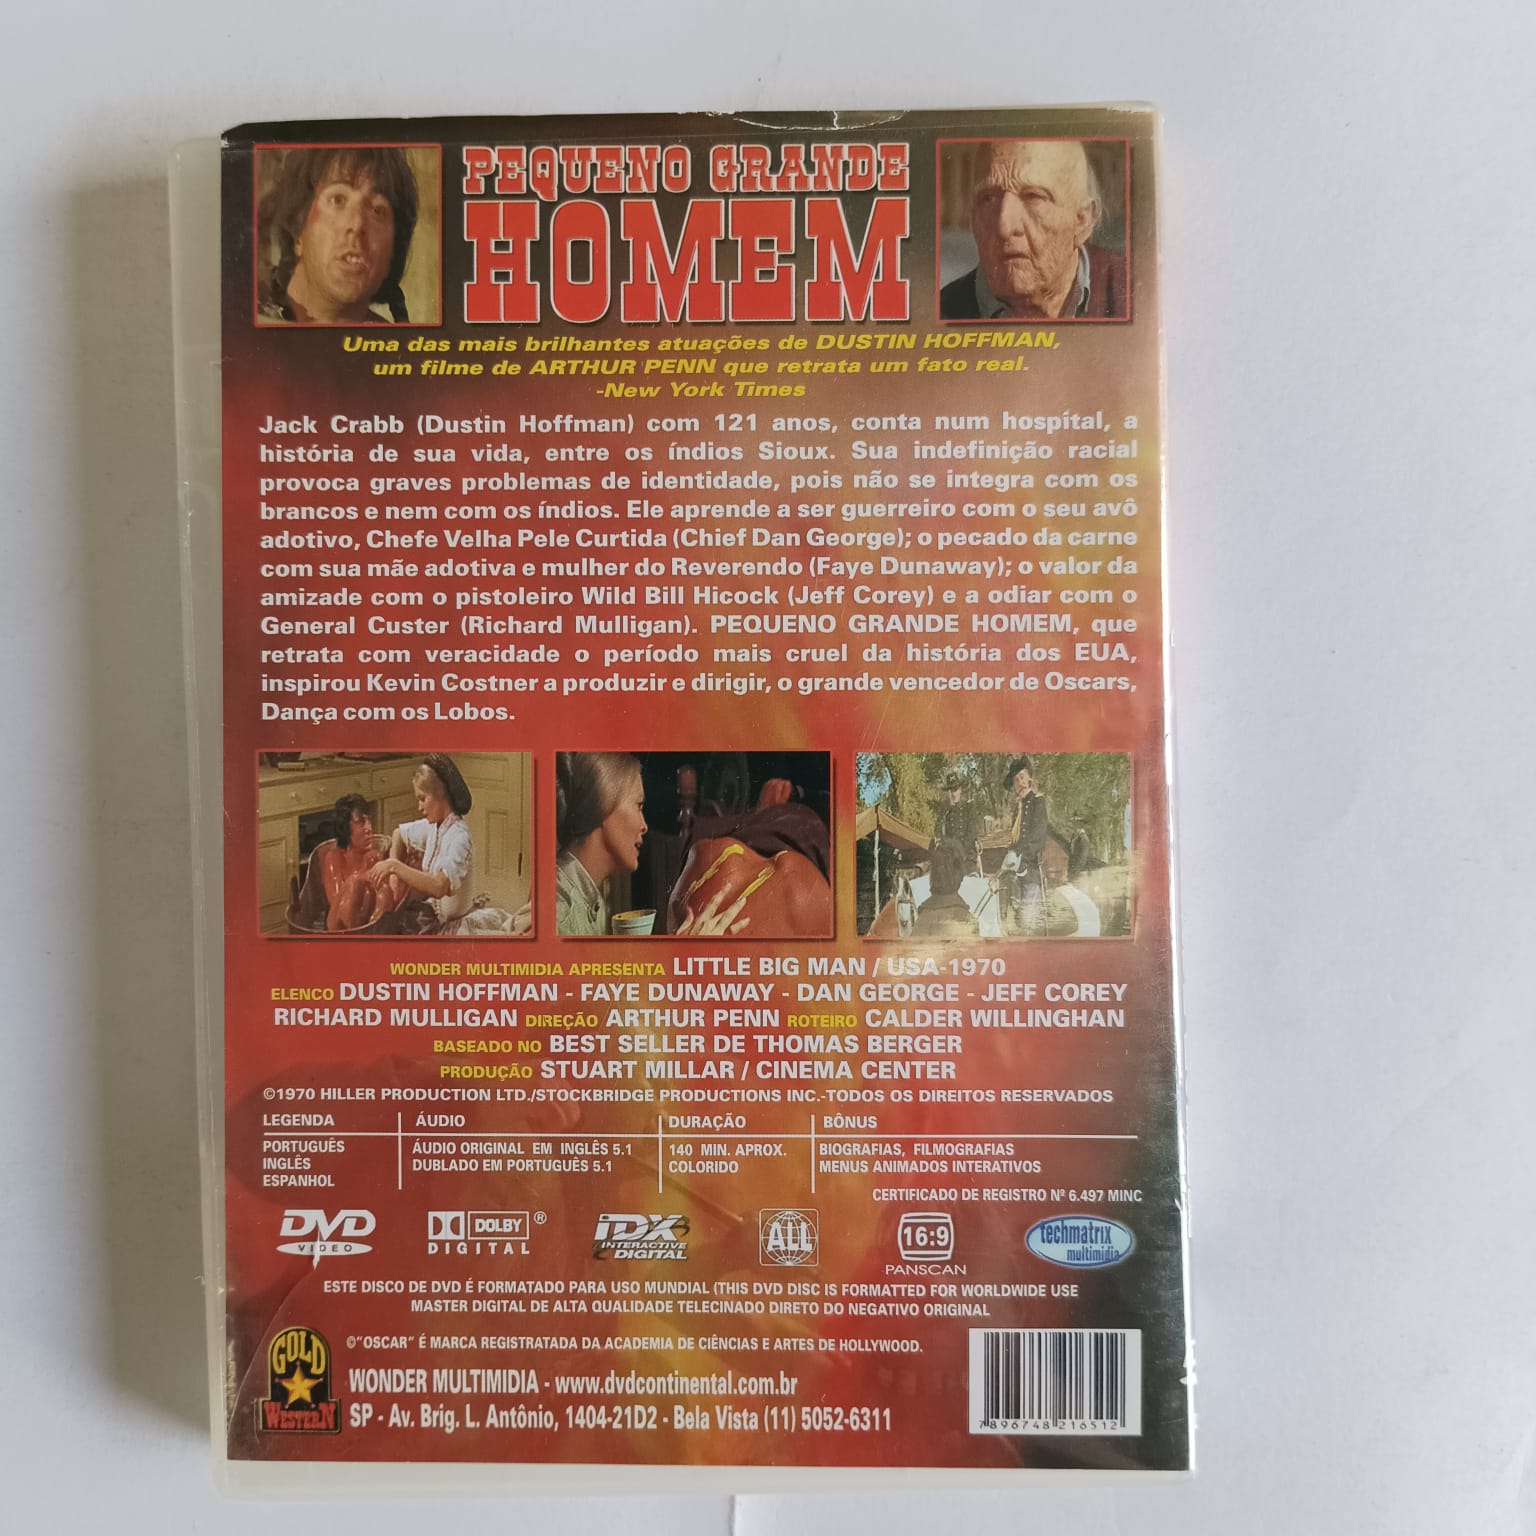 PEQUENO GRANDE
HOMEM
Uma das mais brilhantes atuações de DUSTIN HOFFMAN,
um filme de ARTHUR PENN que retrata um fato real.
-New York Times
Jack Crabb (Dustin Hoffman) com 121 anos, conta num hospítal, a
história de sua vida, entre os índios Sioux. Sua indefinição racial
provoca graves problemas de identidade, pois não se integra com os
brancos e nem com os índios. Ele aprende a ser guerreiro com o seu avô
adotivo, Chefe Velha Pele Curtida (Chief Dan George); o pecado da carne
com sua mãe adotiva e mulher do Reverendo (Faye Dunaway); o valor da
amizade com o pistoleiro Wild Bill Hicock (Jeff Corey) e a odiar com o
General Custer (Richard Mulligan). PEQUENO GRANDE HOMEM, que
retrata com veracidade o período mais cruel da história dos EUA,
inspirou Kevin Costner a produzir e dirigir, o grande vencedor de Oscars,
Dança com os Lobos.
WONDER MULTIMIDIA APRESENTA LITTLE BIG MAN / USA-1970
ELENCO DUSTIN HOFFMAN - FAYE DUNAWAY - DAN GEORGE - JEFF COREY
RICHARD MULLIGAN DIREÇÃO ARTHUR PENN ROTEIRO CALDER WILLINGHAN
BASEADO NO BEST SELLER DE THOMAS BERGER
PRODUÇÃO STUART MILLAR / CINEMA CENTER
©1970 HILLER PRODUCTION LTD./STOCKBRIDGE PRODUCTIONS INC.-TODOS OS DIREITOS RESERVADOS
LEGENDA ÁUDIO DURAÇÃO BÔNUS
PORTUGUÊS ÁUDIO ORIGINAL EM INGLÊS 5.1 140 MIN. APROX. BIOGRAFIAS, FILMOGRAFIAS
INGLÊS DUBLADO EM PORTUGUÊS 5.1 COLORIDO MENUS ANIMADOS INTERATIVOS
ESPANHOL
CERTIFICADO DE REGISTRO Nº 6.497 MINC
DVD VIDEO
DOLBY ® DIGITAL
iDX INTERACTIVE DIGITAL
ALL
16:9 PANSCAN
techmatrix multimidia
ESTE DISCO DE DVD É FORMATADO PARA USO MUNDIAL (THIS DVD DISC IS FORMATTED FOR WORLDWIDE USE
MASTER DIGITAL DE ALTA QUALIDADE TELECINADO DIRETO DO NEGATIVO ORIGINAL
©"OSCAR" É MARCA REGISTRATADA DA ACADEMIA DE CIÊNCIAS E ARTES DE HOLLYWOOD.
GOLD WESTERN
WONDER MULTIMIDIA - www.dvdcontinental.com.br
SP - Av. Brig. L. Antônio, 1404-21D2 - Bela Vista (11) 5052-6311
7 896748 216512